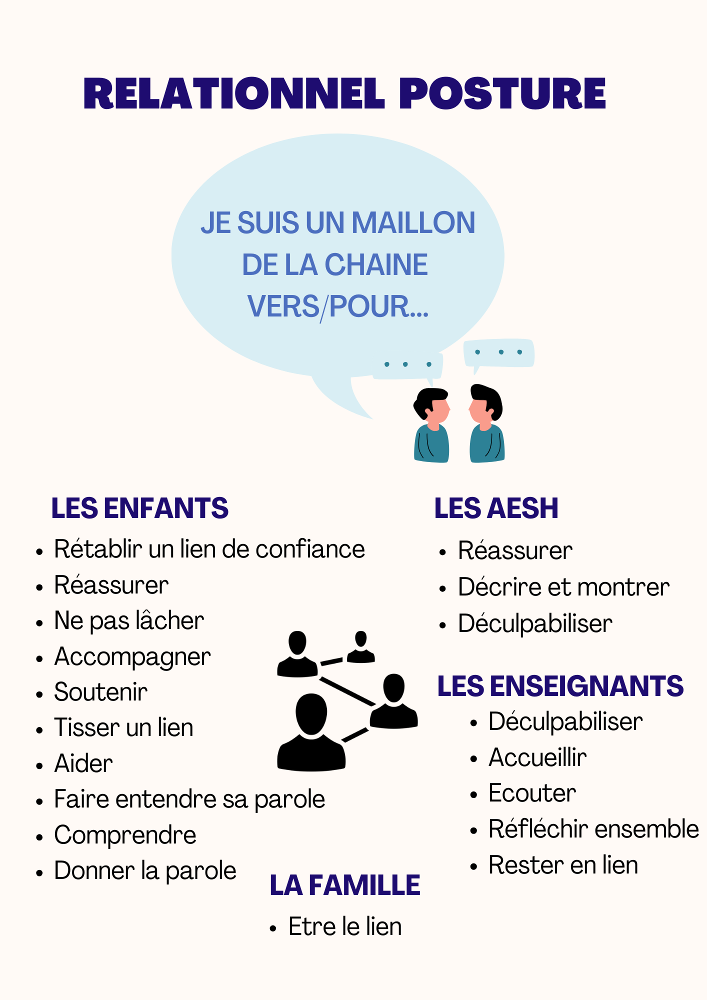 RELATIONNEL POSTURE
JE SUIS UN MAILLON
DE LA CHAINE
VERS/POUR...
LES ENFANTS
• Rétablir un lien de confiance
• Réassurer
• Ne pas lâcher
• Accompagner
• Soutenir
• Tisser un lien
• Aider
• Faire entendre sa parole
• Comprendre
• Donner la parole
LES AESH
• Réassurer
• Décrire et montrer
• Déculpabiliser
LES ENSEIGNANTS
• Déculpabiliser
• Accueillir
• Ecouter
• Réfléchir ensemble
• Rester en lien
LA FAMILLE
• Etre le lien